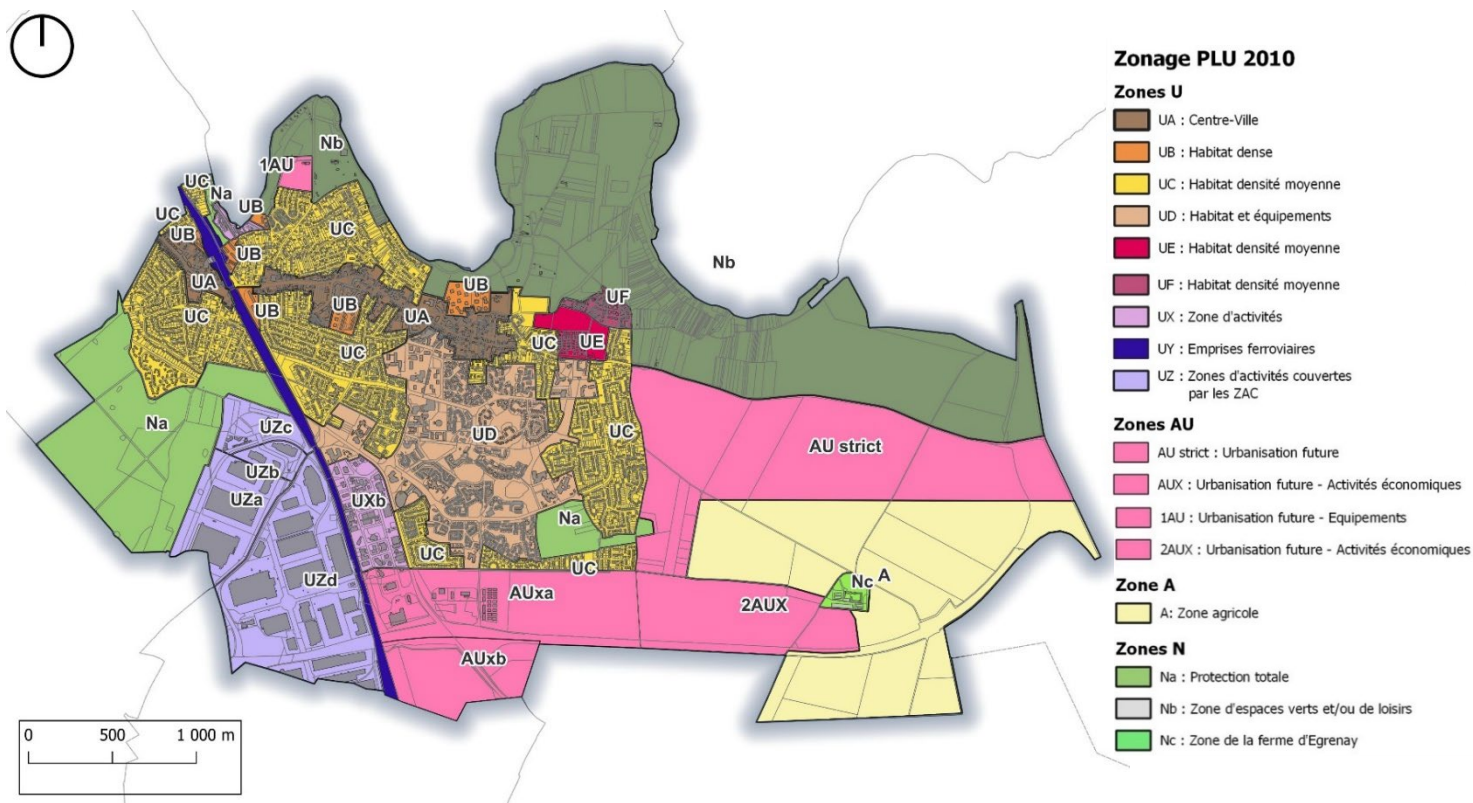 Zonage PLU 2010
Zones U
UA : Centre-Ville
UB : Habitat dense
UC : Habitat densité moyenne
UD : Habitat et équipements
UE : Habitat densité moyenne
UF : Habitat densité moyenne
UX : Zone d'activités
UY : Emprises ferroviaires
UZ : Zones d'activités couvertes
par les ZAC
Zones AU
AU strict : Urbanisation future
AUX : Urbanisation future - Activités économiques
1AU : Urbanisation future - Equipements
2AUX : Urbanisation future - Activités économiques
Zone A
A: Zone agricole
Zones N
Na : Protection totale
Nb : Zone d'espaces verts et/ou de loisirs
Nc : Zone de la ferme d'Egrenay
Nb
1AU
UC
Na
UB
UC
UC
UB
UB
Nb
UA
UB
UB
UB
UF
UC
UA
UC
UC
UE
Na
UZc
UD
UC
AU strict
UZb
UZa
UXb
Na
UC
UC
UZd
AUxa
2AUX
Nc
A
AUxb
0 500 1 000 m